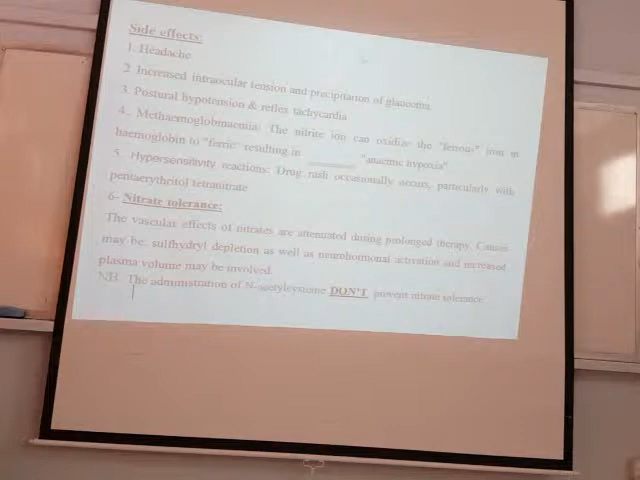 Side effects:
1. Headache
2. Increased intraocular tension and precipitation of glaucoma.
3. Postural hypotension & reflex tachycardia
4. Methaemoglobinaemia: The nitrite ion can oxidize the "ferrous" iron in
haemoglobin to "ferric" resulting in "anaemic hypoxia"
5. Hypersensitivity reactions: Drug rash occasionally occurs, particularly with
pentaerythritol tetranitrate
6- Nitrate tolerance:
The vascular effects of nitrates are attenuated during prolonged therapy. Causes
may be: sulfhydryl depletion as well as neurohormonal activation and increased
plasma volume may be involved.
NB: The administration of N-acetylcysteine DON'T prevent nitrate tolerance.